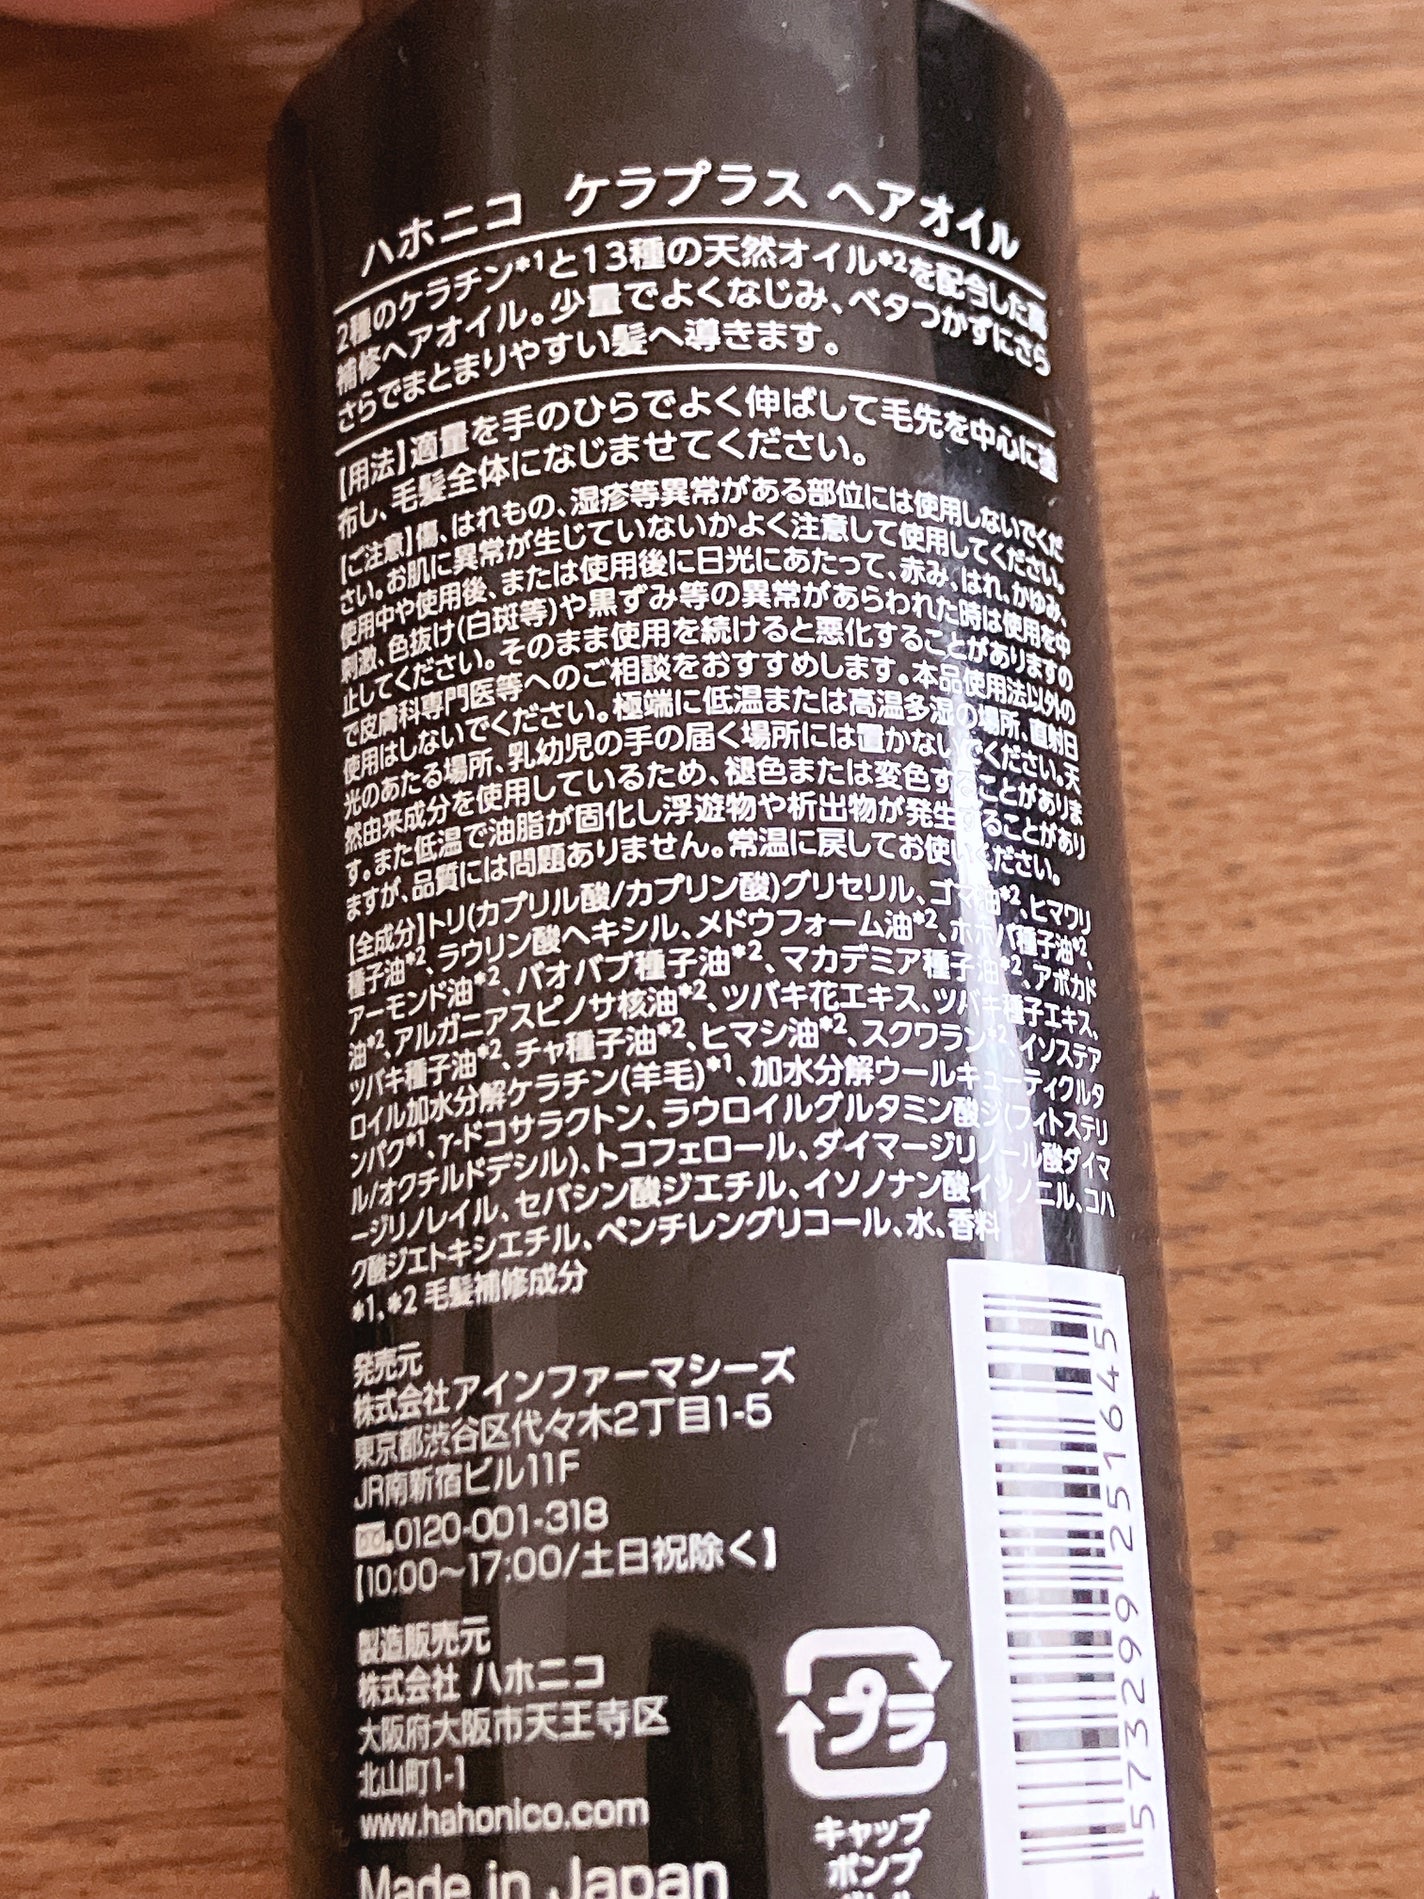 ハホニコ ケラプラス ヘアオイル
2種のケラチン*1と13種の天然オイル*2を配合した高
補修ヘアオイル。少量でよくなじみ、ベタつかずにさら
さらでまとまりやすい髪へ導きます。
【用法】適量を手のひらでよく伸ばして毛先を中心に塗
布し、毛髪全体になじませてください。
【ご注意】傷、はれもの、湿疹等異常がある部位には使用しないでくだ
さい。お肌に異常が生じていないかよく注意して使用してください。
使用中や使用後、または使用後に日光にあたって、赤み、はれ、かゆみ、
刺激、色抜け(白斑等)や黒ずみ等の異常があらわれた時は使用を中
止してください。そのまま使用を続けると悪化することがありますの
で皮膚科専門医等へのご相談をおすすめします。本品使用法以外の
使用はしないでください。極端に低温または高温多湿の場所、直射日
光のあたる場所、乳幼児の手の届く場所には置かないでください。天
然由来成分を使用しているため、褪色または変色することがありま
す。また低温で油脂が固化し浮遊物や析出物が発生することがあり
ますが、品質には問題ありません。常温に戻してお使いください。
【全成分】トリ(カプリル酸/カプリン酸)グリセリル、ゴマ油*2、ヒマワリ
種子油*2、ラウリン酸ヘキシル、メドウフォーム油*2、ホホバ種子油*2、
アーモンド油*2、バオバブ種子油*2、マカデミア種子油*2、アボカド
油*2、アルガニアスピノサ核油*2、ツバキ花エキス、ツバキ種子エキス、
ツバキ種子油*2、チャ種子油*2、ヒマシ油*2、スクワラン*2、イソステア
ロイル加水分解ケラチン(羊毛)*1、加水分解ウールキューティクルタ
ンパク*1、γ-ドコサラクトン、ラウロイルグルタミン酸ジ(フィトステリ
ル/オクチルドデシル)、トコフェロール、ダイマージリノール酸ダイマ
ージリノレイル、セバシン酸ジエチル、イソノナン酸イソノニル、コハ
ク酸ジエトキシエチル、ペンチレングリコール、水、香料
*1、*2 毛髪補修成分
発売元
株式会社アインファーマシーズ
東京都渋谷区代々木2丁目1-5
JR南新宿ビル11F
0120-001-318
【10:00〜17:00/土日祝除く】
製造販売元
株式会社 ハホニコ
大阪府大阪市天王寺区
北山町1-1
www.hahonico.com
Made in Japan
プラ
キャップ
ポンプ
573299 251645